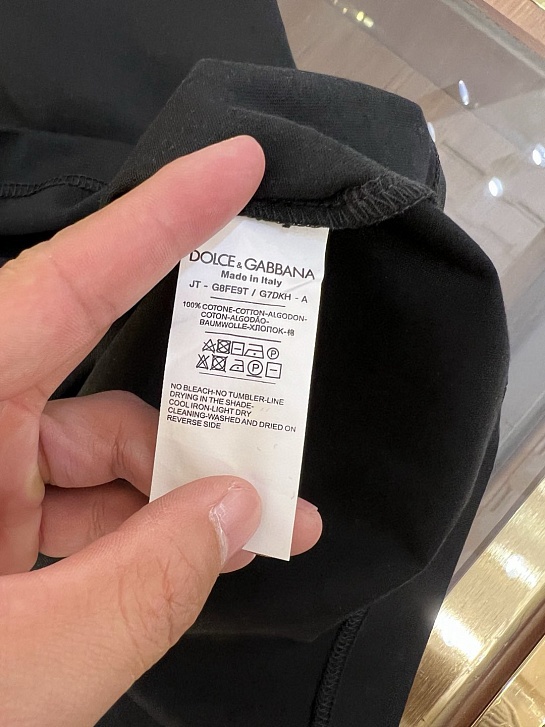 DOLCE & GABBANA
Made in Italy
JT - G8FE9T / G7DKH - A
100% COTONE-COTTON-ALGODON-
COTON-ALGODÃO-
BAUMWOLLE-ХЛОПОК-棉
NO BLEACH-NO TUMBLER-LINE
DRYING IN THE SHADE-
COOL IRON-LIGHT DRY
CLEANING-WASHED AND DRIED ON
REVERSE SIDE